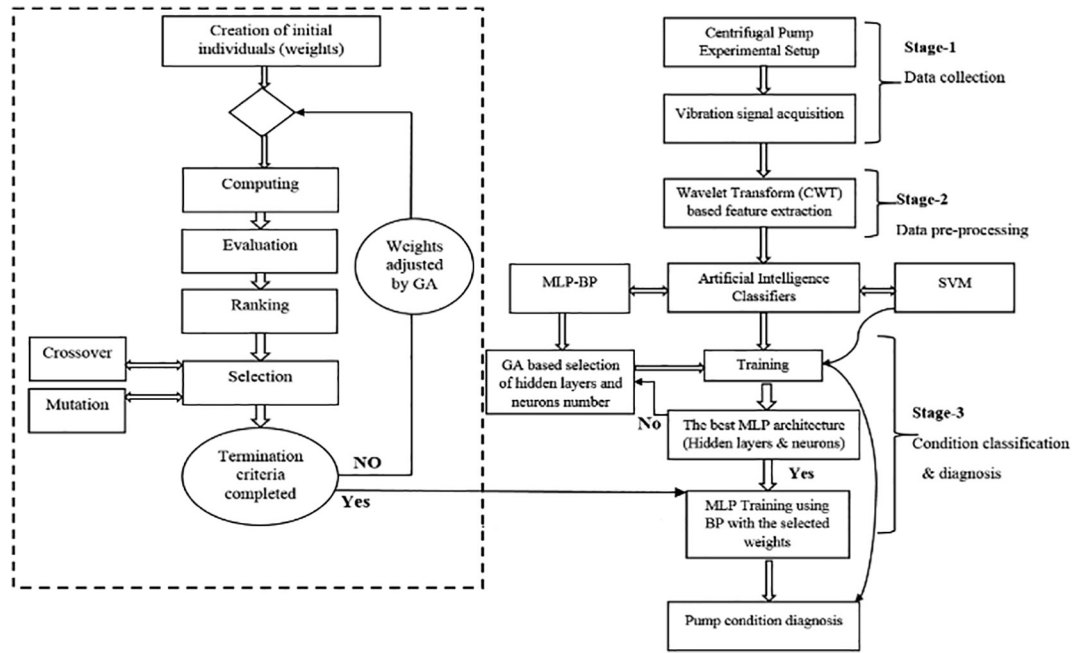 Creation of initial
individuals (weights)
Computing
Evaluation
Ranking
Selection
Crossover
Mutation
Termination
criteria
completed
NO
Yes
Weights
adjusted
by GA
Centrifugal Pump
Experimental Setup
Vibration signal acquisition
Stage-1
Data collection
Wavelet Transform (CWT)
based feature extraction
Stage-2
Data pre-processing
MLP-BP
Artificial Intelligence
Classifiers
SVM
GA based selection
of hidden layers and
neurons number
Training
No
The best MLP architecture
(Hidden layers & neurons)
Yes
Stage-3
Condition classification
& diagnosis
MLP Training using
BP with the selected
weights
Pump condition diagnosis